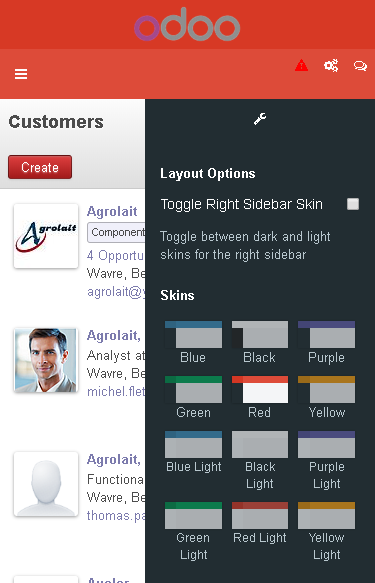 odoo
Customers
Create
Agrolait
Agrolait
Component
4 Opportu
Wavre, Be
agrolait@y
Agrolait,
Analyst at
Wavre, Be
michel.flet
Agrolait,
Functiona
Wavre, Be
thomas.pa
Layout Options
Toggle Right Sidebar Skin
Toggle between dark and light
skins for the right sidebar
Skins
Blue Black Purple
Green Red Yellow
Blue Light Black Light Purple Light
Green Light Red Light Yellow Light